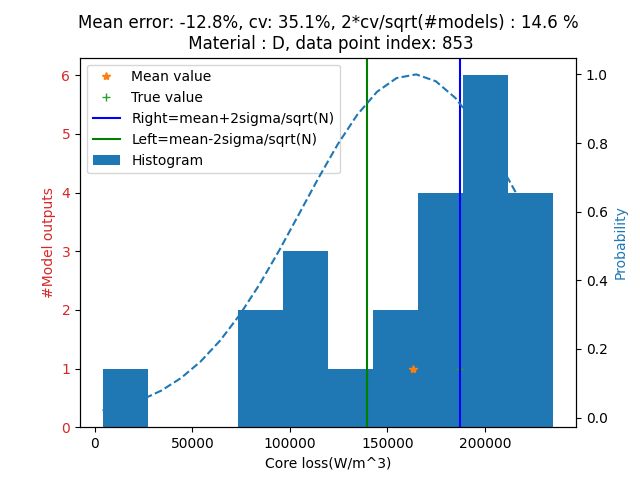 Mean error: -12.8%, cv: 35.1%, 2*cv/sqrt(#models) : 14.6 %
Material : D, data point index: 853
Mean value
True value
Right=mean+2sigma/sqrt(N)
Left=mean-2sigma/sqrt(N)
Histogram
#Model outputs
6
5
4
3
2
1
0
1.0
0.8
0.6
0.4
0.2
0.0
Probability
0
50000
100000
150000
200000
Core loss(W/m^3)